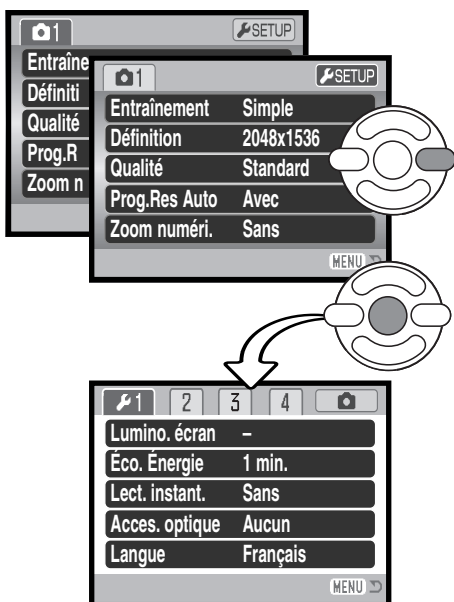 1 SETUP
Entraîne
Définiti
Qualité
Prog.R
Zoom n
1 SETUP
Entraînement Simple
Définition 2048x1536
Qualité Standard
Prog.Res Auto Avec
Zoom numéri. Sans
MENU
1 2 3 4
Lumino. écran –
Éco. Énergie 1 min.
Lect. instant. Sans
Acces. optique Aucun
Langue Français
MENU